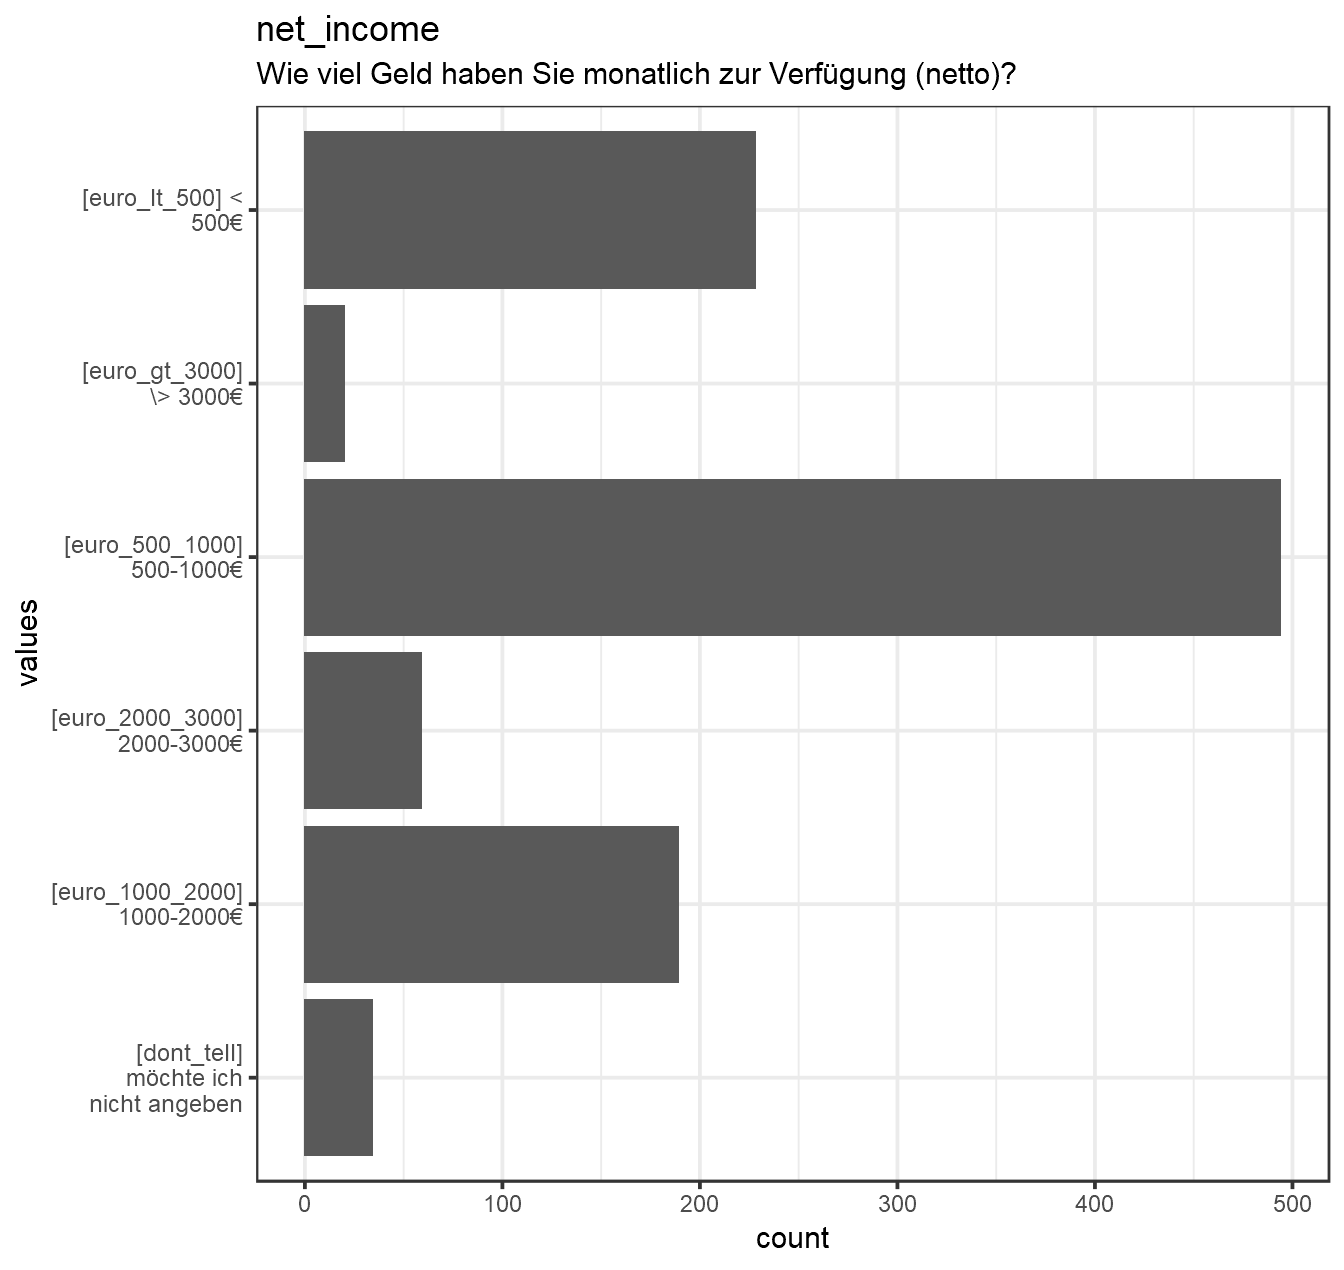 net_income
Wie viel Geld haben Sie monatlich zur Verfügung (netto)?
[euro_lt_500] <
500€
[euro_gt_3000]
\> 3000€
[euro_500_1000]
500-1000€
values
[euro_2000_3000]
2000-3000€
[euro_1000_2000]
1000-2000€
[dont_tell]
möchte ich
nicht angeben
0 100 200 300 400 500
count